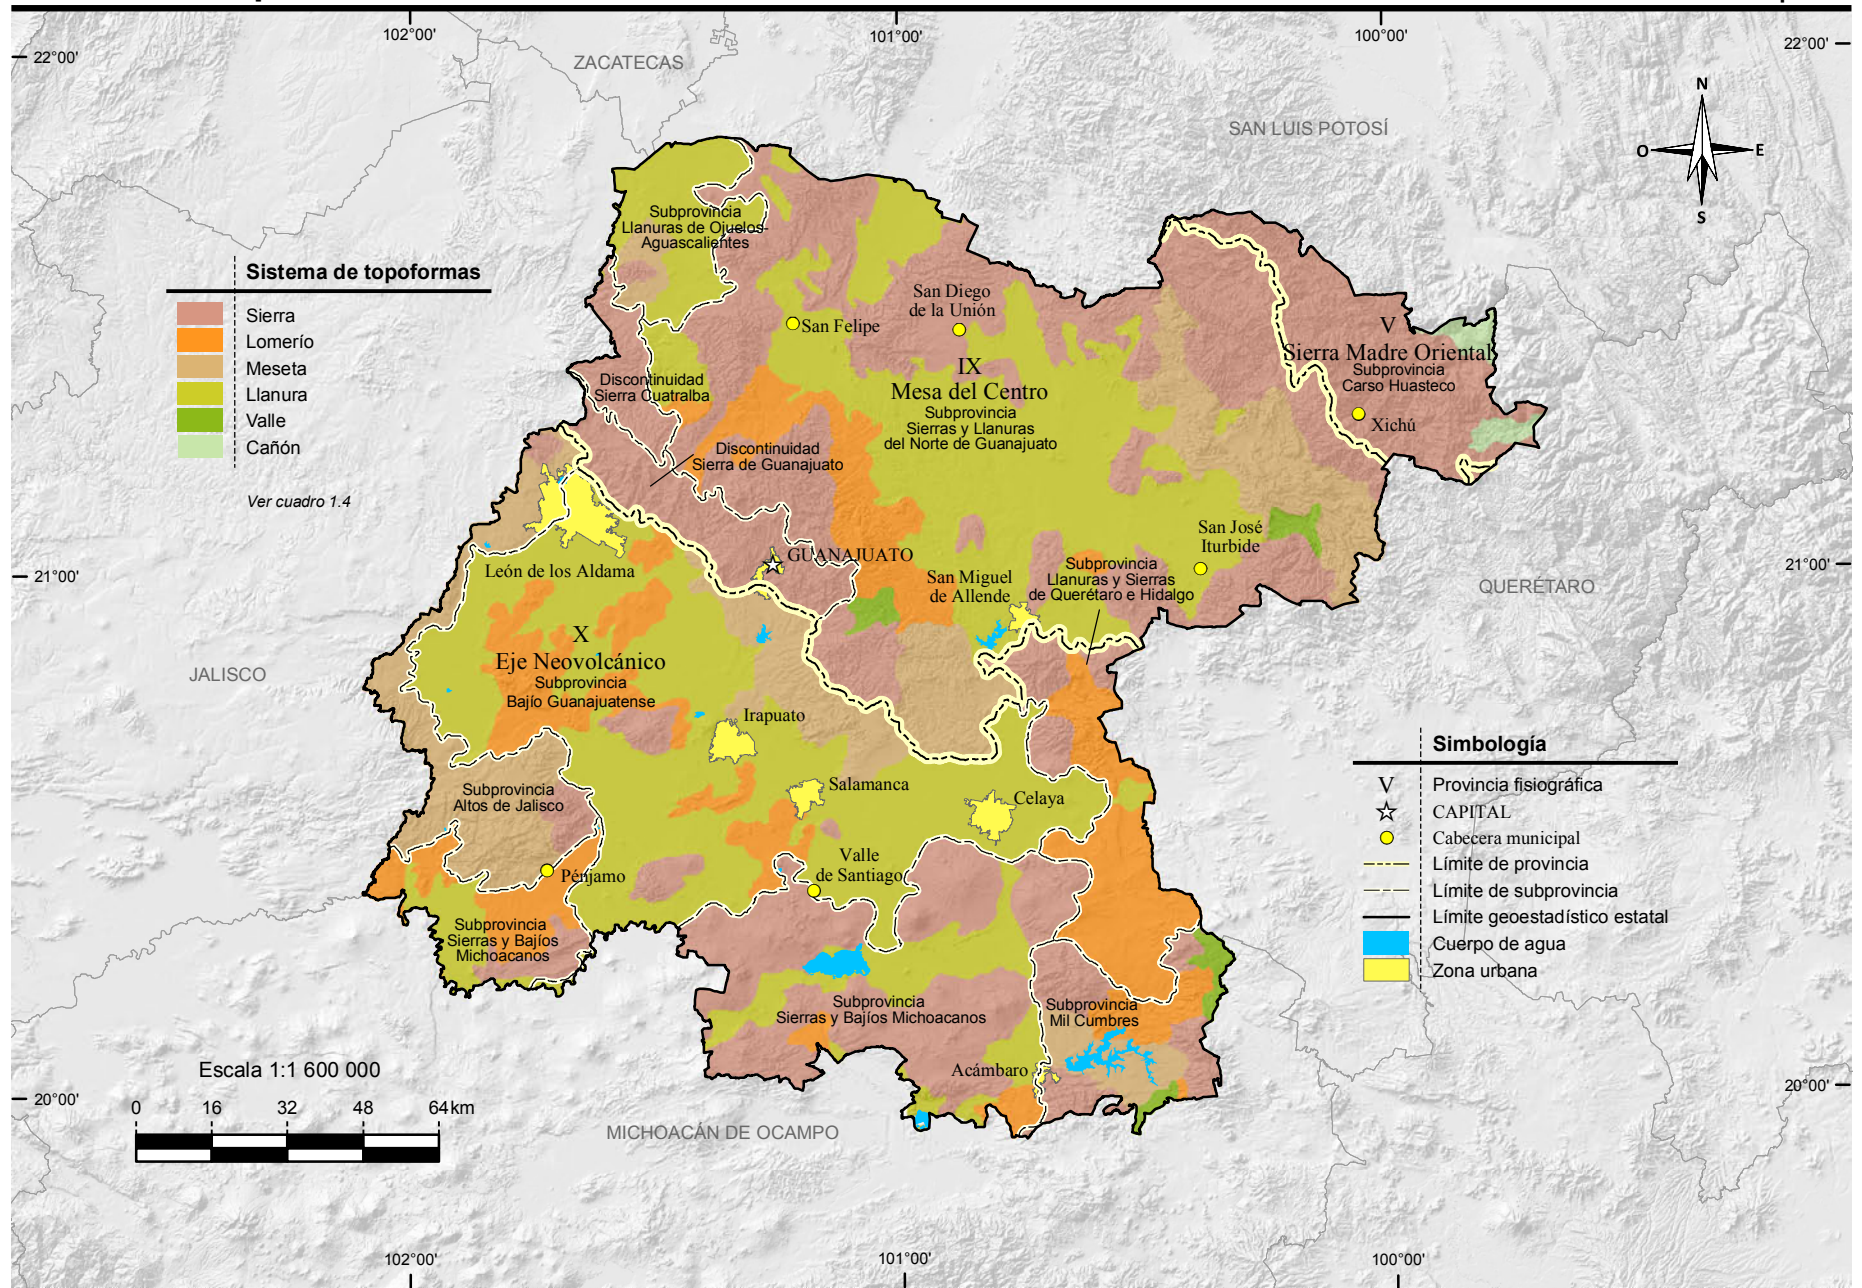 102°00'
101°00'
100°00'
22°00'
22°00'
ZACATECAS
SAN LUIS POTOSÍ
N
O
E
S
Sistema de topoformas
Sierra
Lomerío
Meseta
Llanura
Valle
Cañón
Ver cuadro 1.4
Subprovincia
Llanuras de Ojuelos-
Aguascalientes
San Felipe
San Diego
de la Unión
IX
Mesa del Centro
Subprovincia
Sierras y Llanuras
del Norte de Guanajuato
V
Sierra Madre Oriental
Subprovincia
Carso Huasteco
Xichú
Discontinuidad
Sierra Cuatralba
Discontinuidad
Sierra de Guanajuato
León de los Aldama
GUANAJUATO
San Miguel
de Allende
Subprovincia
Llanuras y Sierras
de Querétaro e Hidalgo
San José
Iturbide
21°00'
21°00'
QUERÉTARO
JALISCO
X
Eje Neovolcánico
Subprovincia
Bajío Guanajuatense
Irapuato
Salamanca
Celaya
Subprovincia
Altos de Jalisco
Pénjamo
Valle
de Santiago
Subprovincia
Sierras y Bajíos
Michoacanos
Subprovincia
Sierras y Bajíos Michoacanos
Subprovincia
Mil Cumbres
Acámbaro
Simbología
V Provincia fisiográfica
CAPITAL
Cabecera municipal
Límite de provincia
Límite de subprovincia
Límite geoestadístico estatal
Cuerpo de agua
Zona urbana
Escala 1:1 600 000
0 16 32 48 64 km
20°00'
20°00'
MICHOACÁN DE OCAMPO
102°00'
101°00'
100°00'